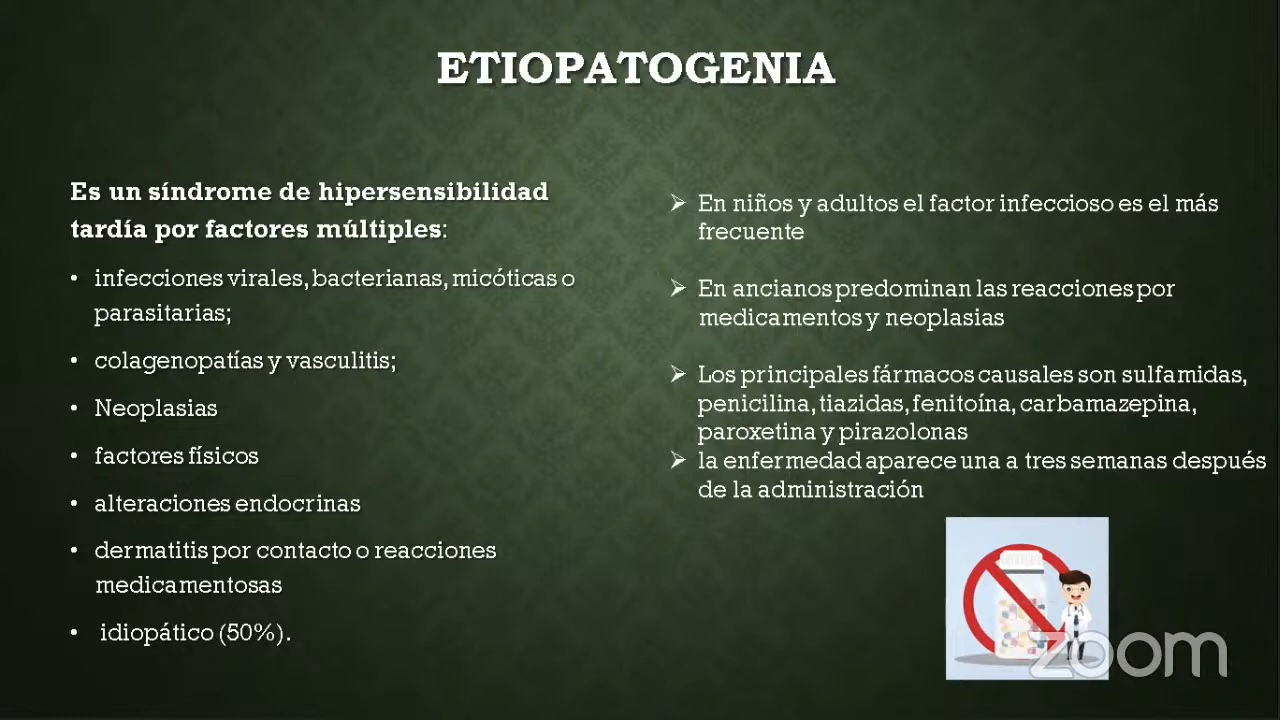 ETIOPATOGENIA
Es un síndrome de hipersensibilidad
tardía por factores múltiples:
• infecciones virales, bacterianas, micóticas o
parasitarias;
• colagenopatías y vasculitis;
• Neoplasias
• factores físicos
• alteraciones endocrinas
• dermatitis por contacto o reacciones
medicamentosas
• idiopático (50%).
➢ En niños y adultos el factor infeccioso es el más
frecuente
➢ En ancianos predominan las reacciones por
medicamentos y neoplasias
➢ Los principales fármacos causales son sulfamidas,
penicilina, tiazidas, fenitoína, carbamazepina,
paroxetina y pirazolonas
➢ la enfermedad aparece una a tres semanas después
de la administración
zoom